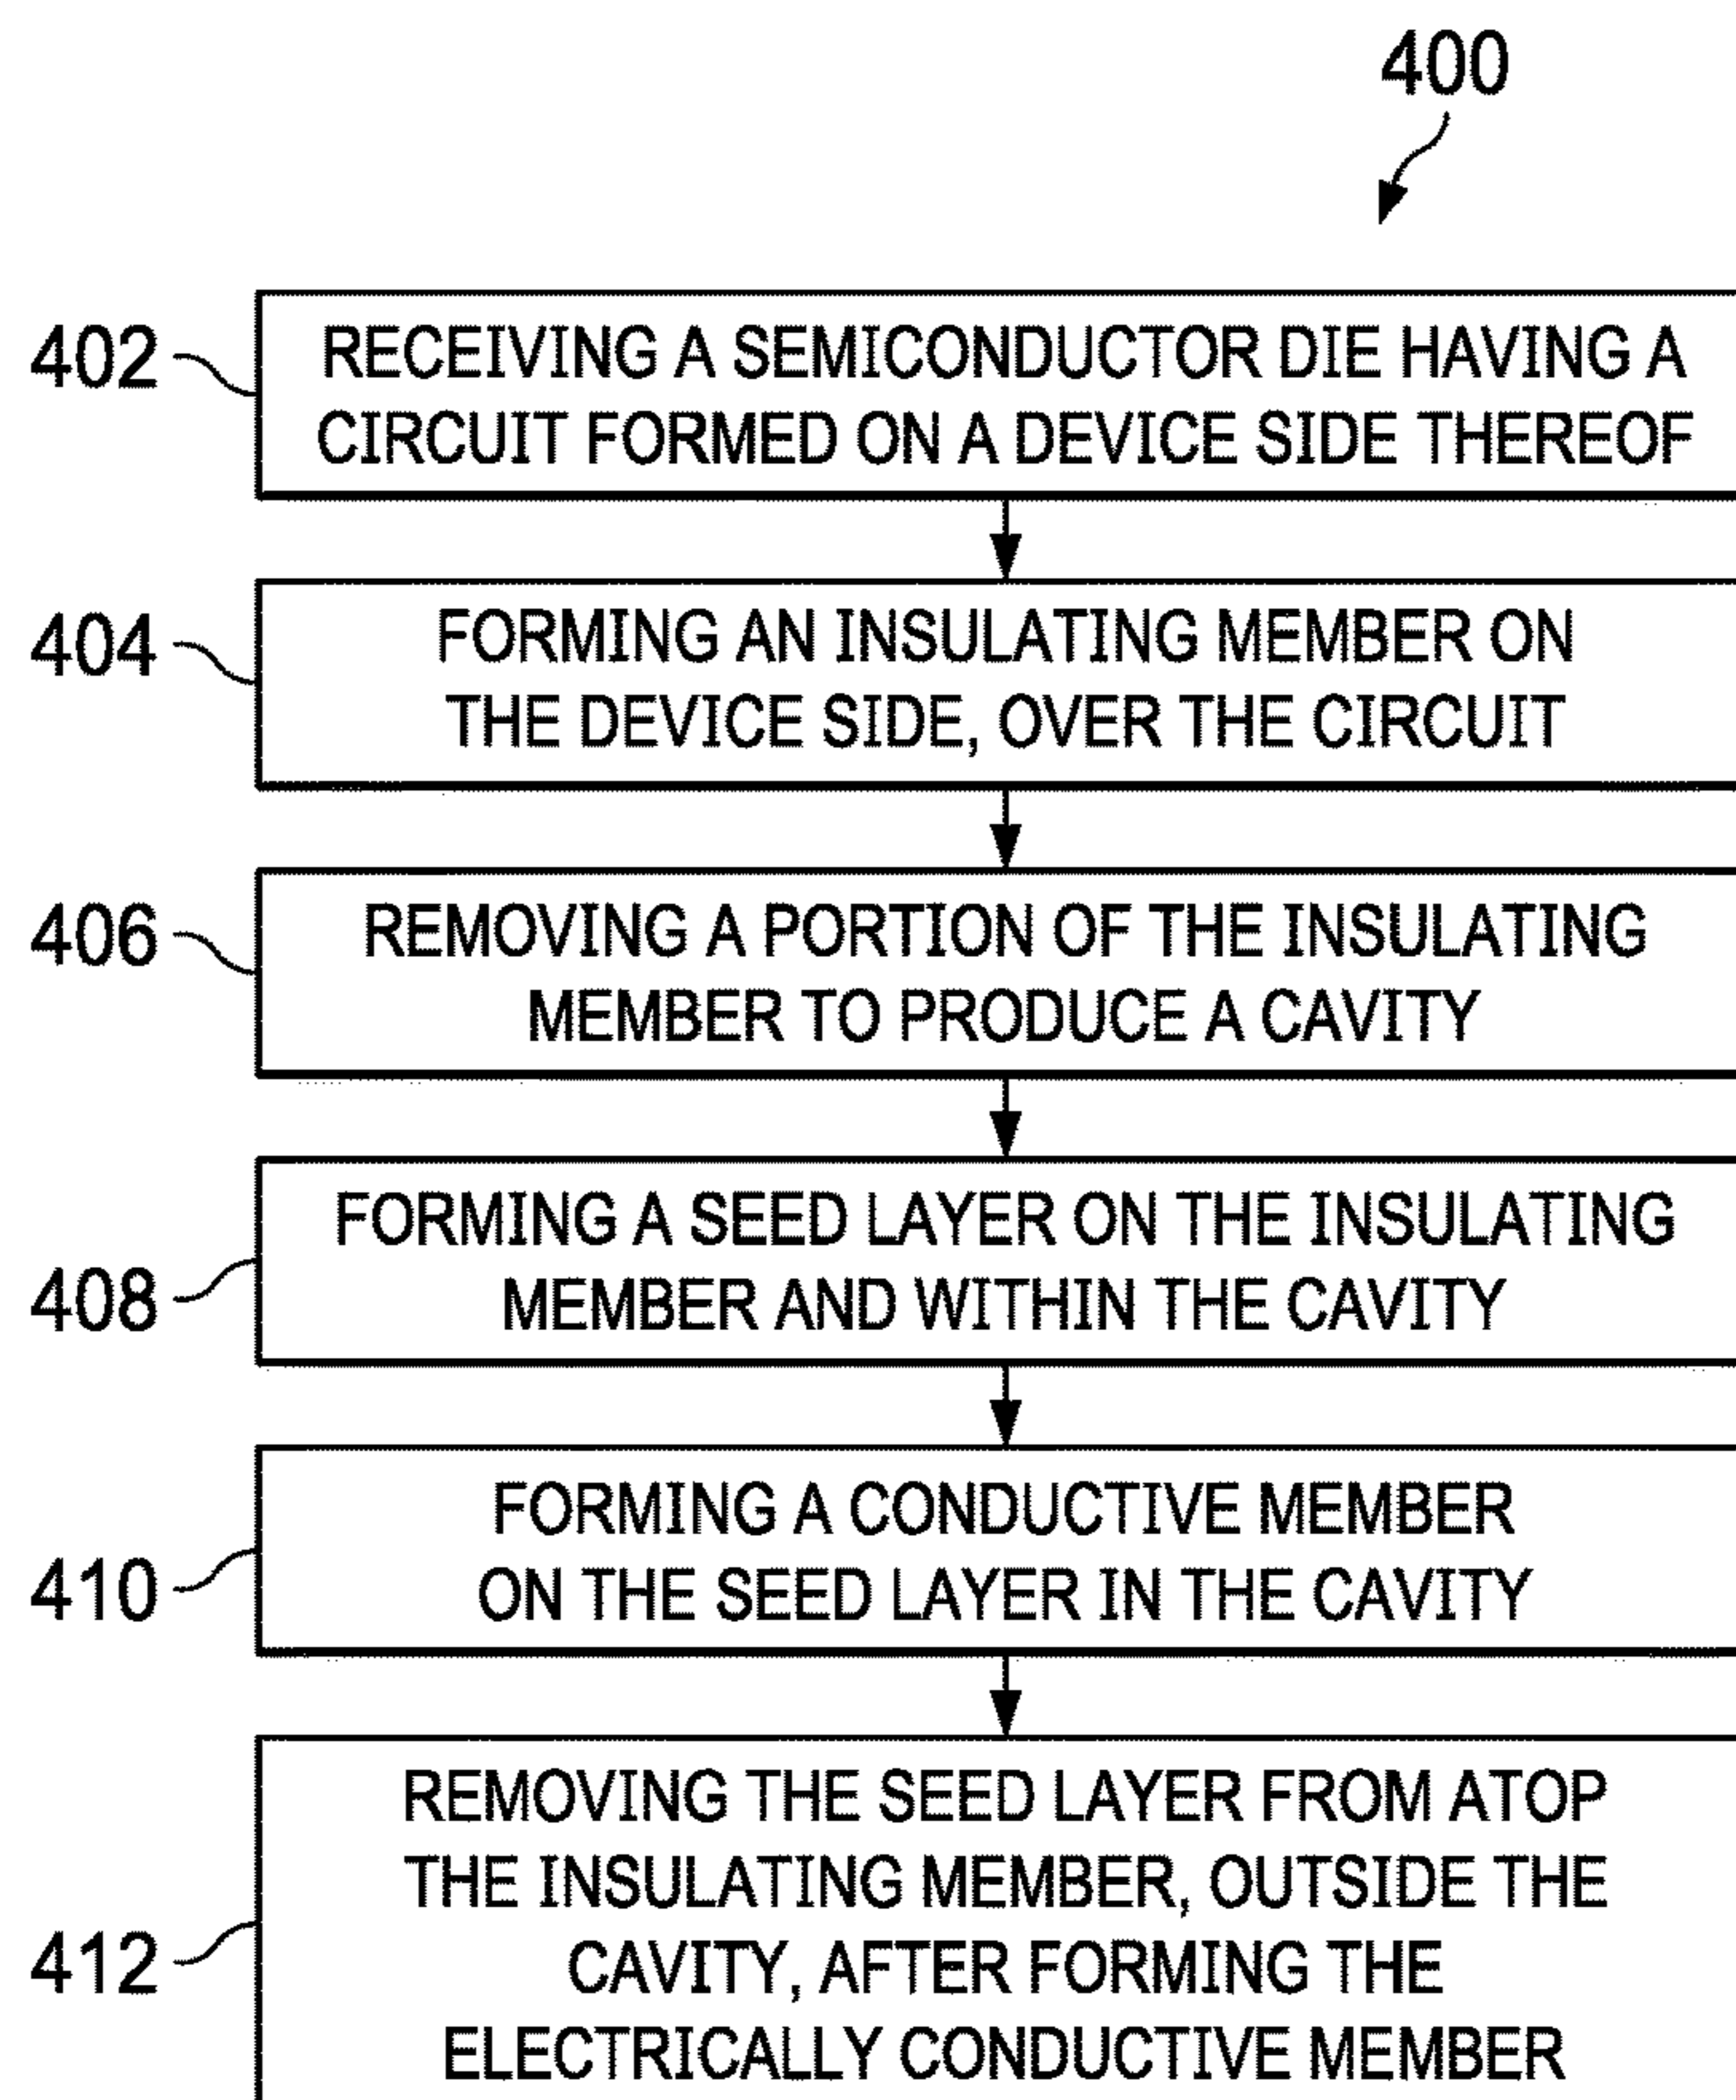 400
402
RECEIVING A SEMICONDUCTOR DIE HAVING A
CIRCUIT FORMED ON A DEVICE SIDE THEREOF
404
FORMING AN INSULATING MEMBER ON
THE DEVICE SIDE, OVER THE CIRCUIT
406
REMOVING A PORTION OF THE INSULATING
MEMBER TO PRODUCE A CAVITY
408
FORMING A SEED LAYER ON THE INSULATING
MEMBER AND WITHIN THE CAVITY
410
FORMING A CONDUCTIVE MEMBER
ON THE SEED LAYER IN THE CAVITY
412
REMOVING THE SEED LAYER FROM ATOP
THE INSULATING MEMBER, OUTSIDE THE
CAVITY, AFTER FORMING THE
ELECTRICALLY CONDUCTIVE MEMBER